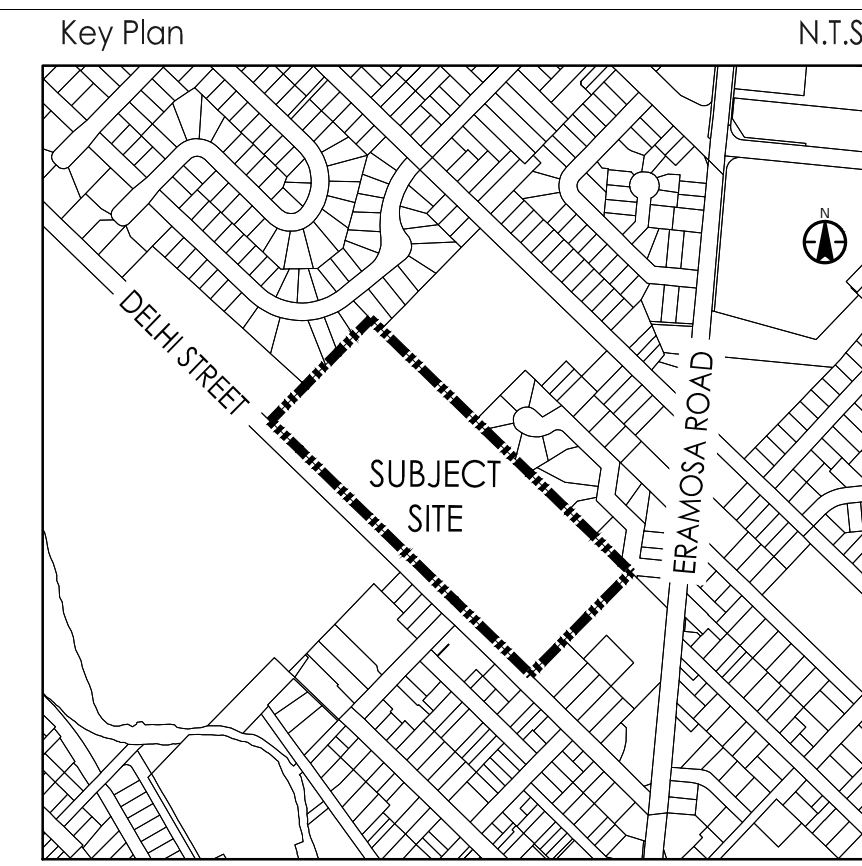 Key Plan
N.T.S
N
DELHI STREET
SUBJECT
SITE
ERAMOSA ROAD